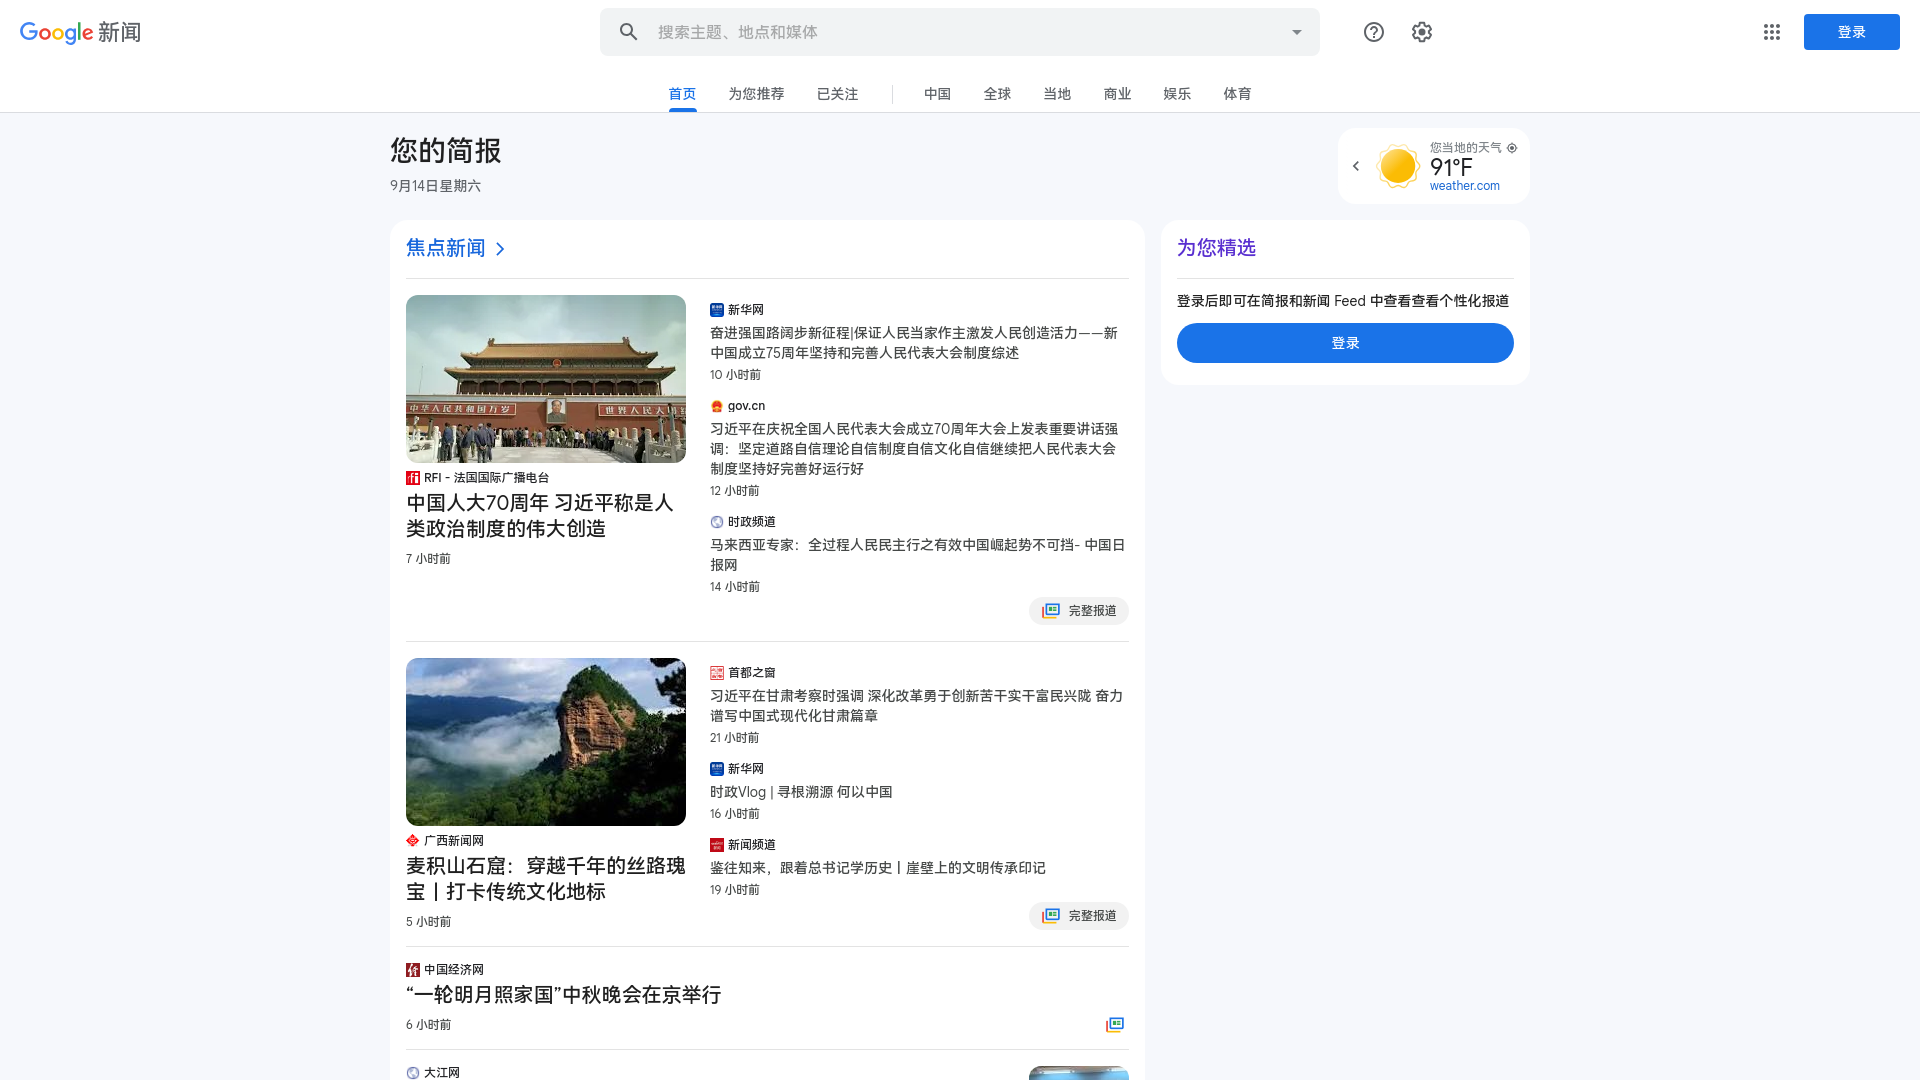 Google 新闻
搜索主题、地点和媒体
登录
首页
为您推荐
已关注
中国
全球
当地
商业
娱乐
体育
您的简报
9月14日星期六
您当地的天气
91°F
weather.com
焦点新闻
中华人民共和国万岁
世界人民大
RFI - 法国国际广播电台
中国人大70周年 习近平称是人
类政治制度的伟大创造
7 小时前
新华网
奋进强国路阔步新征程|保证人民当家作主激发人民创造活力——新
中国成立75周年坚持和完善人民代表大会制度综述
10 小时前
gov.cn
习近平在庆祝全国人民代表大会成立70周年大会上发表重要讲话强
调：坚定道路自信理论自信制度自信文化自信继续把人民代表大会
制度坚持好完善好运行好
12 小时前
时政频道
马来西亚专家：全过程人民民主行之有效中国崛起势不可挡- 中国日
报网
14 小时前
完整报道
广西新闻网
麦积山石窟：穿越千年的丝路瑰
宝丨打卡传统文化地标
5 小时前
首都之窗
习近平在甘肃考察时强调 深化改革勇于创新苦干实干富民兴陇 奋力
谱写中国式现代化甘肃篇章
21 小时前
新华网
时政Vlog | 寻根溯源 何以中国
16 小时前
新闻频道
鉴往知来，跟着总书记学历史丨崖壁上的文明传承印记
19 小时前
完整报道
中国经济网
“一轮明月照家国”中秋晚会在京举行
6 小时前
大江网
为您精选
登录后即可在简报和新闻 Feed 中查看查看个性化报道
登录